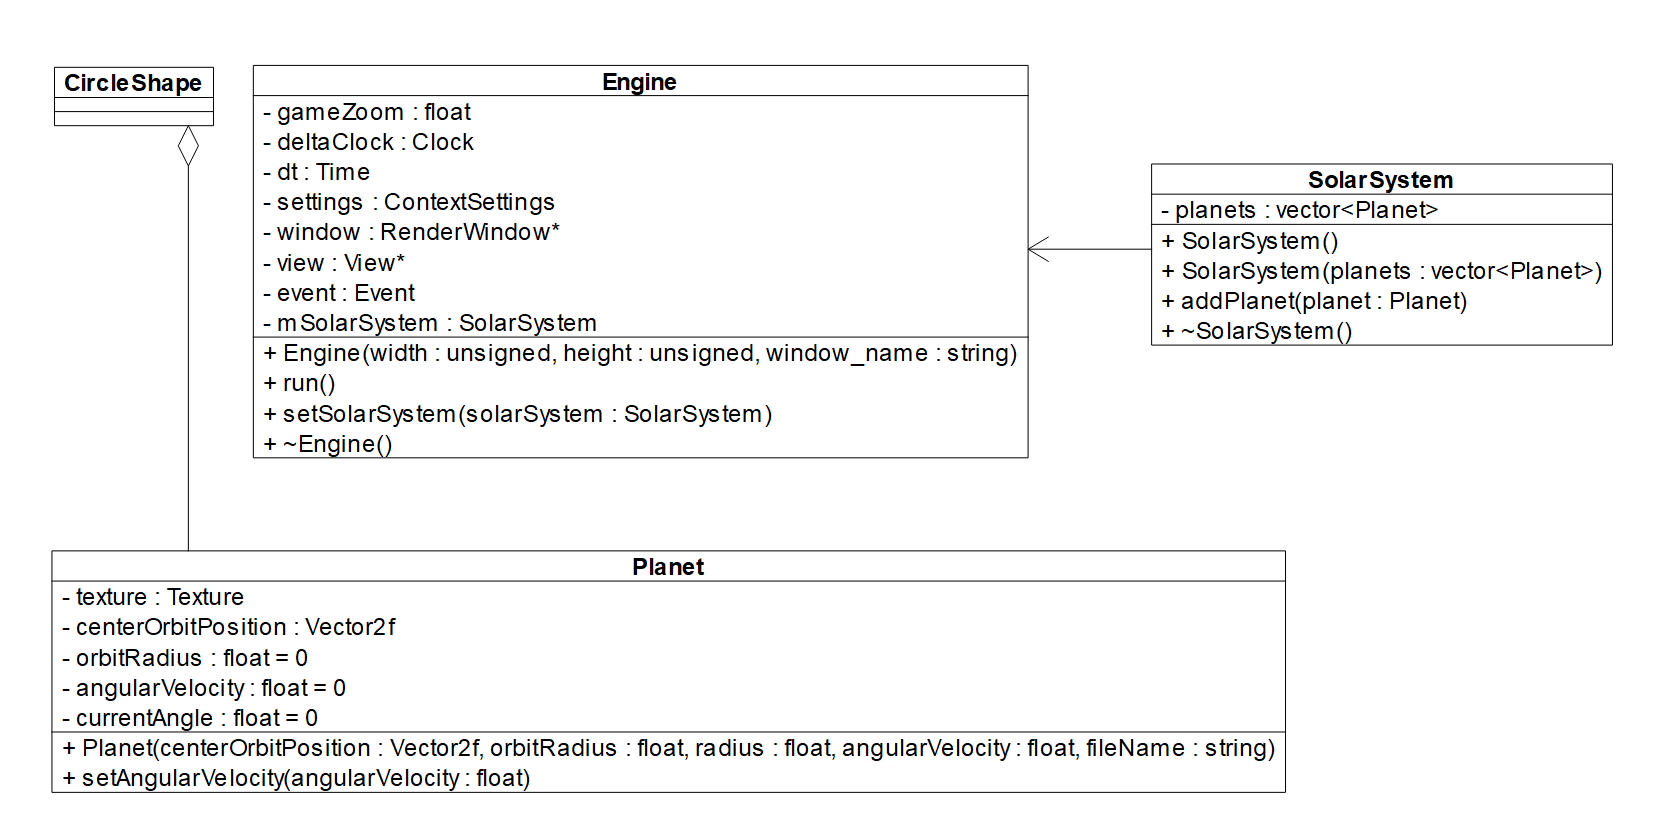 CircleShape
Engine
- gameZoom : float
- deltaClock : Clock
- dt : Time
- settings : ContextSettings
- window : RenderWindow*
- view : View*
- event : Event
- mSolarSystem : SolarSystem
+ Engine(width : unsigned, height : unsigned, window_name : string)
+ run()
+ setSolarSystem(solarSystem : SolarSystem)
+ ~Engine()
SolarSystem
- planets : vector<Planet>
+ SolarSystem()
+ SolarSystem(planets : vector<Planet>)
+ addPlanet(planet : Planet)
+ ~SolarSystem()
Planet
- texture : Texture
- centerOrbitPosition : Vector2f
- orbitRadius : float = 0
- angularVelocity : float = 0
- currentAngle : float = 0
+ Planet(centerOrbitPosition : Vector2f, orbitRadius : float, radius : float, angularVelocity : float, fileName : string)
+ setAngularVelocity(angularVelocity : float)